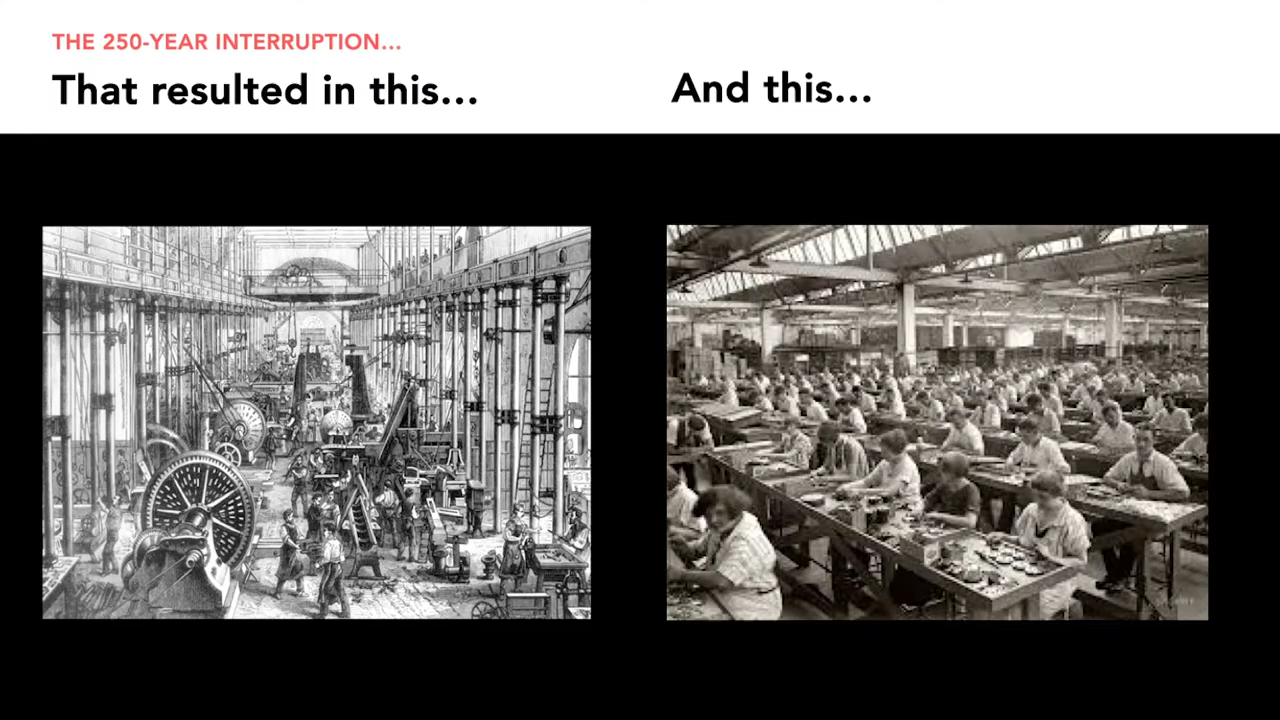 THE 250-YEAR INTERRUPTION...
That resulted in this...
And this...